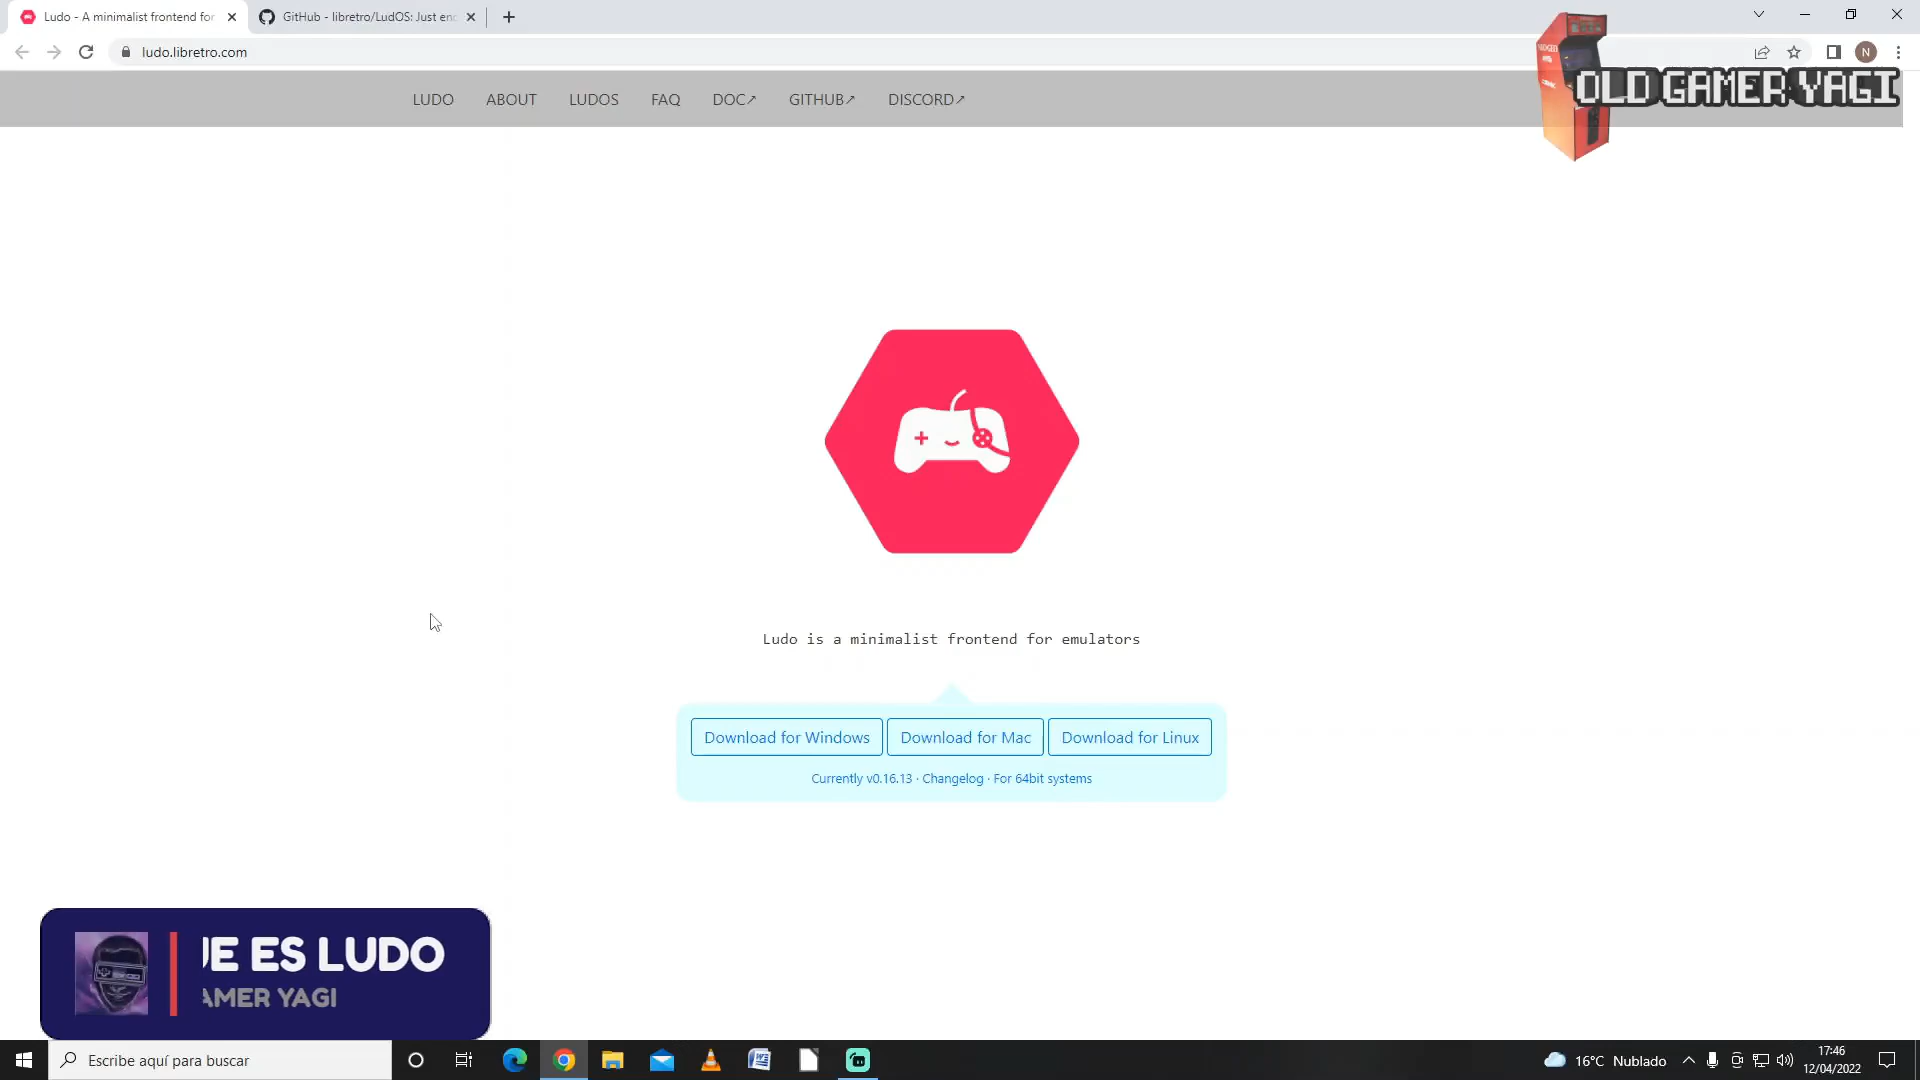 Ludo - A minimalist frontend for
GitHub - libretro/LudOS: Just eno
ludo.libretro.com
N
OLD GAMER YAGI
LUDO
ABOUT
LUDOS
FAQ
DOC↗
GITHUB↗
DISCORD↗
Ludo is a minimalist frontend for emulators
Download for Windows
Download for Mac
Download for Linux
Currently v0.16.13 · Changelog · For 64bit systems
UE ES LUDO
AMER YAGI
Escribe aquí para buscar
16°C Nublado
17:46
12/04/2022